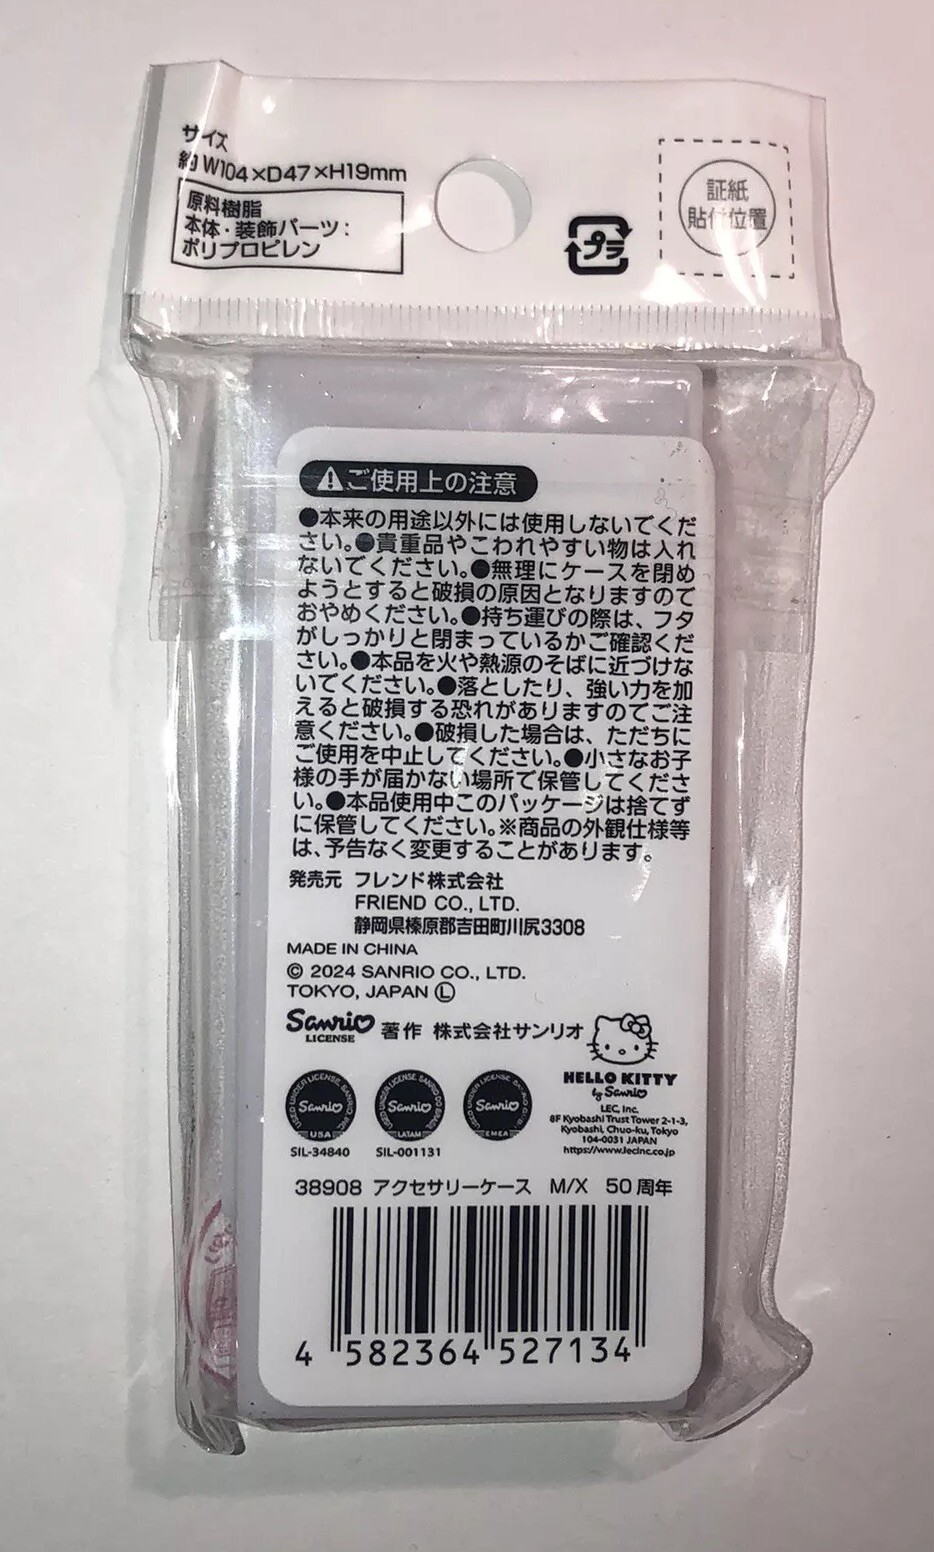 サイズ
約W104×D47×H19mm
原料樹脂
本体・装飾パーツ：
ポリプロピレン
プラ
証紙
貼付位置
⚠ご使用上の注意
●本来の用途以外には使用しないでくだ
さい。●貴重品やこわれやすい物は入れ
ないでください。●無理にケースを閉め
ようとすると破損の原因となりますので
おやめください。●持ち運びの際は、フタ
がしっかりと閉まっているかご確認くだ
さい。●本品を火や熱源のそばに近づけな
いでください。●落としたり、強い力を加
えると破損する恐れがありますのでご注
意ください。●破損した場合は、ただちに
ご使用を中止してください。●小さなお子
様の手が届かない場所で保管してくださ
い。●本品使用中このパッケージは捨てず
に保管してください。※商品の外観仕様等
は、予告なく変更することがあります。
発売元 フレンド株式会社
FRIEND CO., LTD.
静岡県榛原郡吉田町川尻3308
MADE IN CHINA
© 2024 SANRIO CO., LTD.
TOKYO, JAPAN Ⓛ
Sanrio
LICENSE
著作 株式会社サンリオ
HELLO KITTY
by Sanrio
LEC, Inc.
8F Kyobashi Trust Tower 2-1-3,
Kyobashi, Chuo-ku, Tokyo
104-0031 JAPAN
https://www.lecinc.co.jp
USED UNDER LICENSE. SANRIO, INC.
Sanrio
USA
SIL-34840
USED UNDER LICENSE. SANRIO DO BRASIL
Sanrio
LATAM
SIL-001131
USED UNDER LICENSE.
Sanrio
EMEA
38908 アクセサリーケース M/X 50周年
4 582364 527134